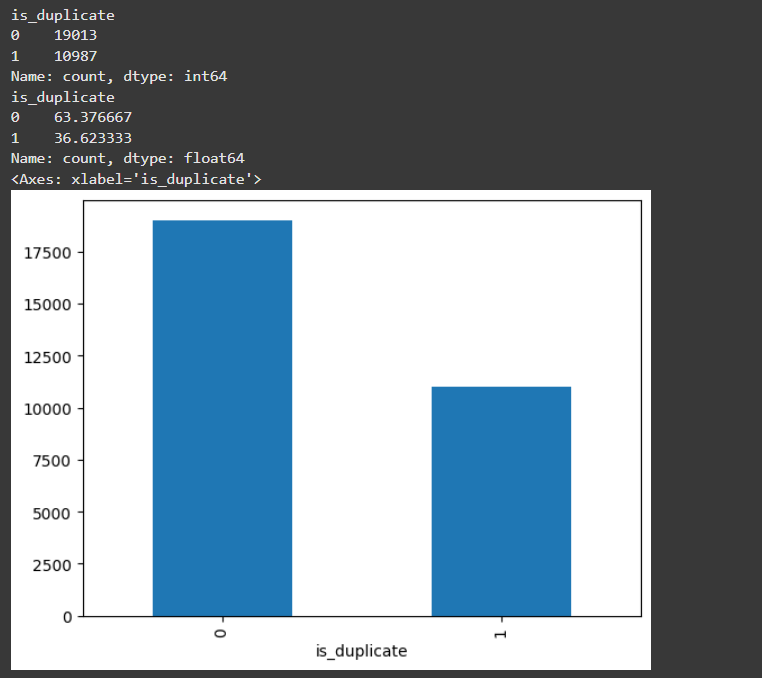 is_duplicate
0    19013
1    10987
Name: count, dtype: int64
is_duplicate
0    63.376667
1    36.623333
Name: count, dtype: float64
<Axes: xlabel='is_duplicate'>
17500
15000
12500
10000
7500
5000
2500
0
0 1
is_duplicate